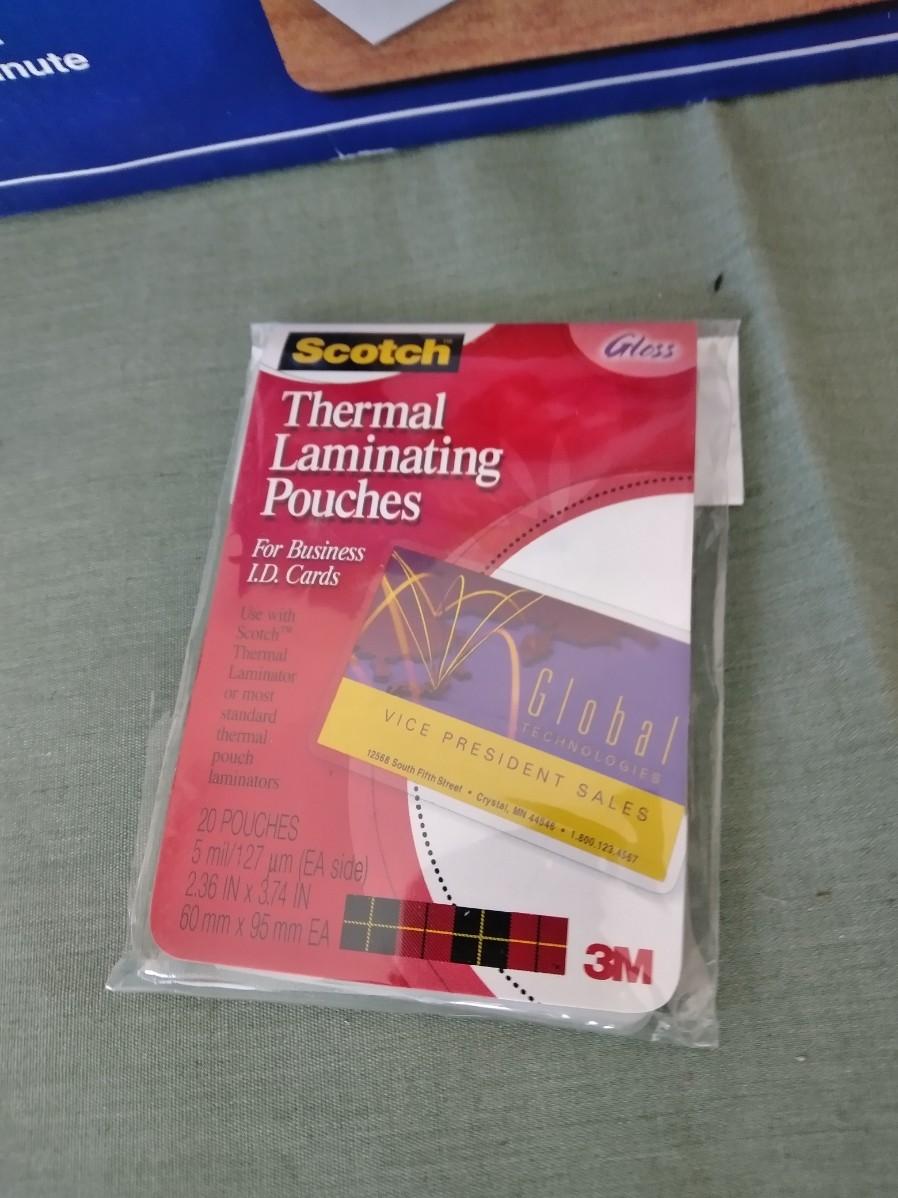 nute
Scotch™
Gloss
Thermal
Laminating
Pouches
For Business
I.D. Cards
Use with
Scotch™
Thermal
Laminator
or most
standard
thermal
pouch
laminators
Global
TECHNOLOGIES
VICE PRESIDENT SALES
12568 South Fifth Street • Crystal, MN 44546 • 1.800.123.4567
20 POUCHES
5 mil/127 µm (EA side)
2.36 IN x 3.74 IN
60 mm x 95 mm EA
3M